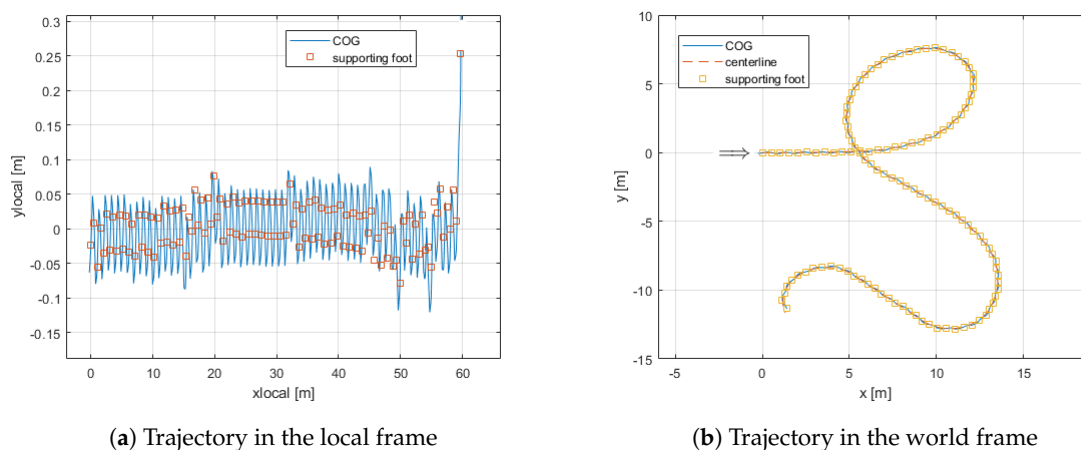 0.3
0.25
0.2
0.15
0.1
0.05
0
-0.05
-0.1
-0.15
ylocal [m]
0 10 20 30 40 50 60
xlocal [m]
COG
supporting foot
(a) Trajectory in the local frame
10
5
0
-5
-10
-15
y [m]
-5 0 5 10 15
x [m]
COG
centerline
supporting foot
(b) Trajectory in the world frame